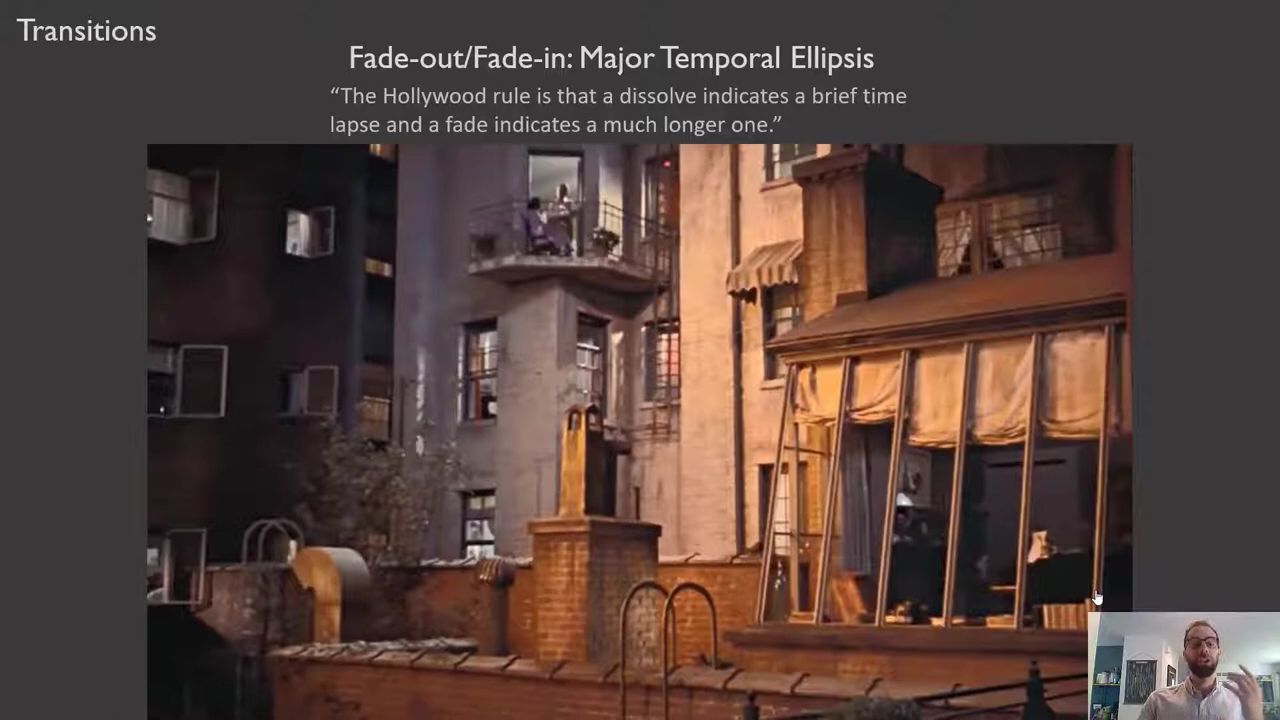 Transitions
Fade-out/Fade-in: Major Temporal Ellipsis
“The Hollywood rule is that a dissolve indicates a brief time
lapse and a fade indicates a much longer one.”